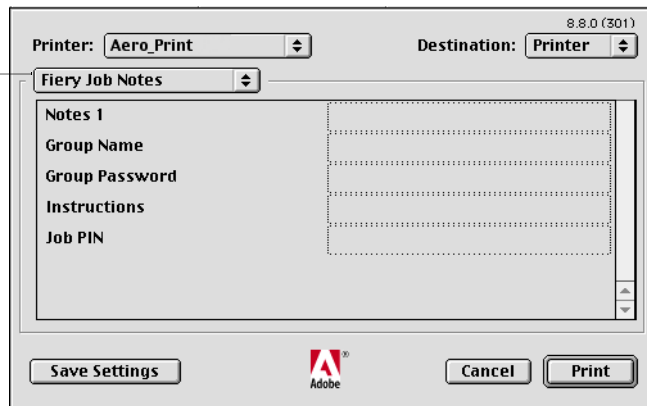 8.8.0 (301)
Printer: Aero_Print Destination: Printer
Fiery Job Notes
Notes 1
Group Name
Group Password
Instructions
Job PIN
Save Settings Adobe® Cancel Print